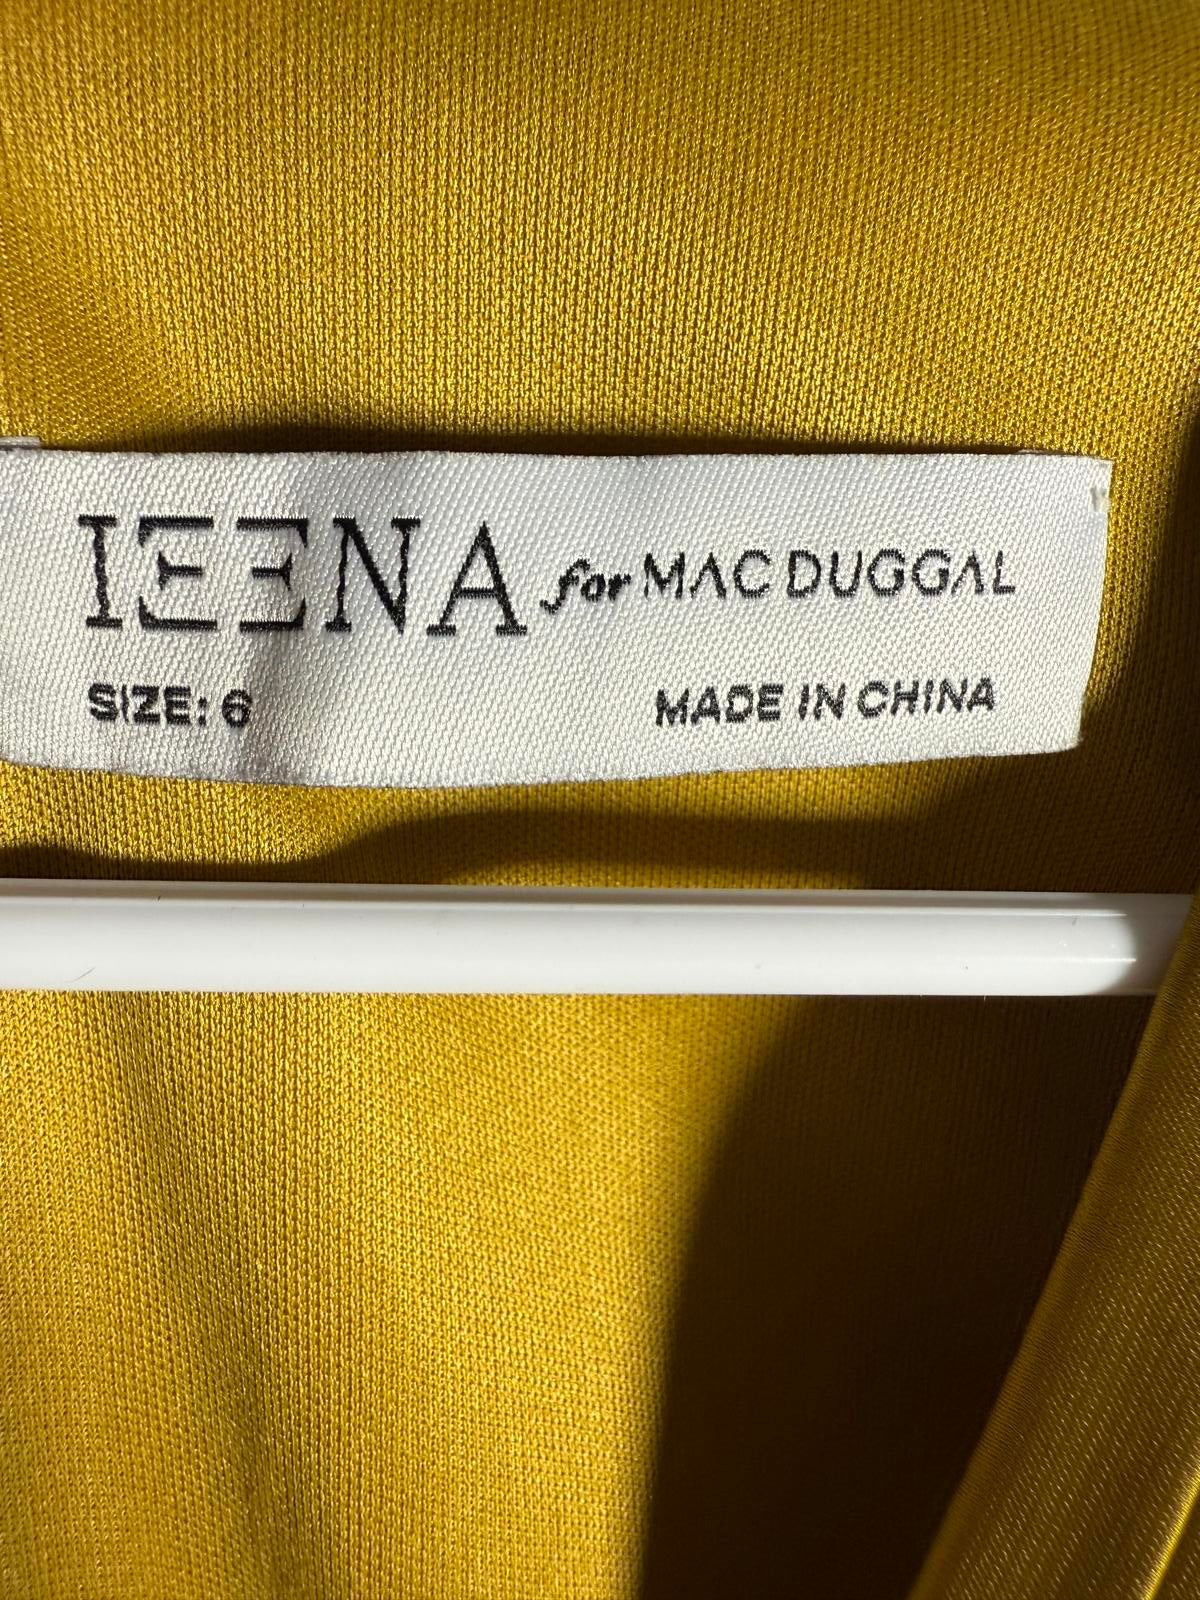 IEENA for MAC DUGGAL
SIZE: 6
MADE IN CHINA